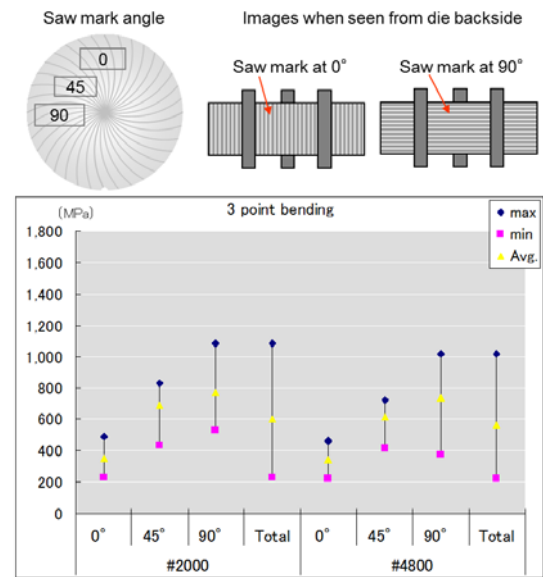 Saw mark angle
Images when seen from die backside
0
45
90
Saw mark at 0°
Saw mark at 90°
(MPa)
3 point bending
max
min
Avg.
1,800
1,600
1,400
1,200
1,000
800
600
400
200
0
0° 45° 90° Total 0° 45° 90° Total
#2000 #4800